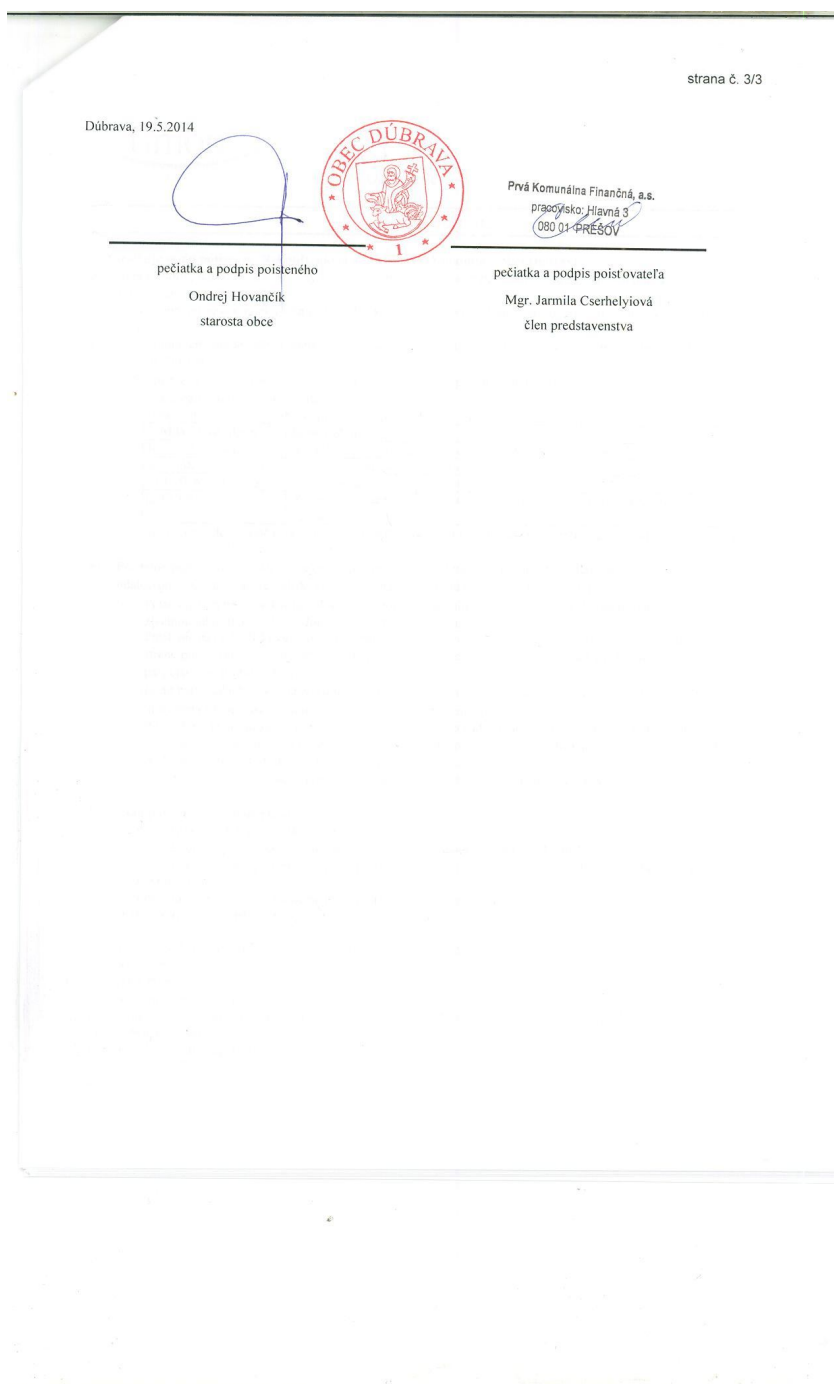 strana č. 3/3
Dúbrava, 19.5.2014
OBEC DÚBRAVA
1
Prvá Komunálna Finančná, a.s.
pracovisko: Hlavná 3
080 01 PREŠOV
pečiatka a podpis poisteného
Ondrej Hovančík
starosta obce
pečiatka a podpis poisťovateľa
Mgr. Jarmila Cserhelyiová
člen predstavenstva